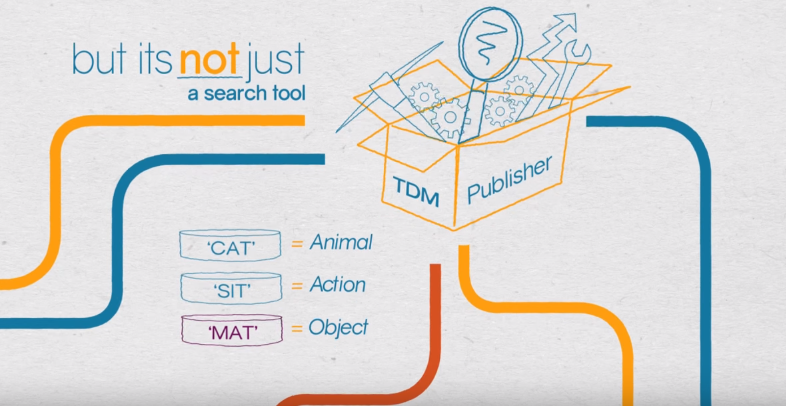 but its not just
a search tool
TDM Publisher
'CAT' = Animal
'SIT' = Action
'MAT' = Object